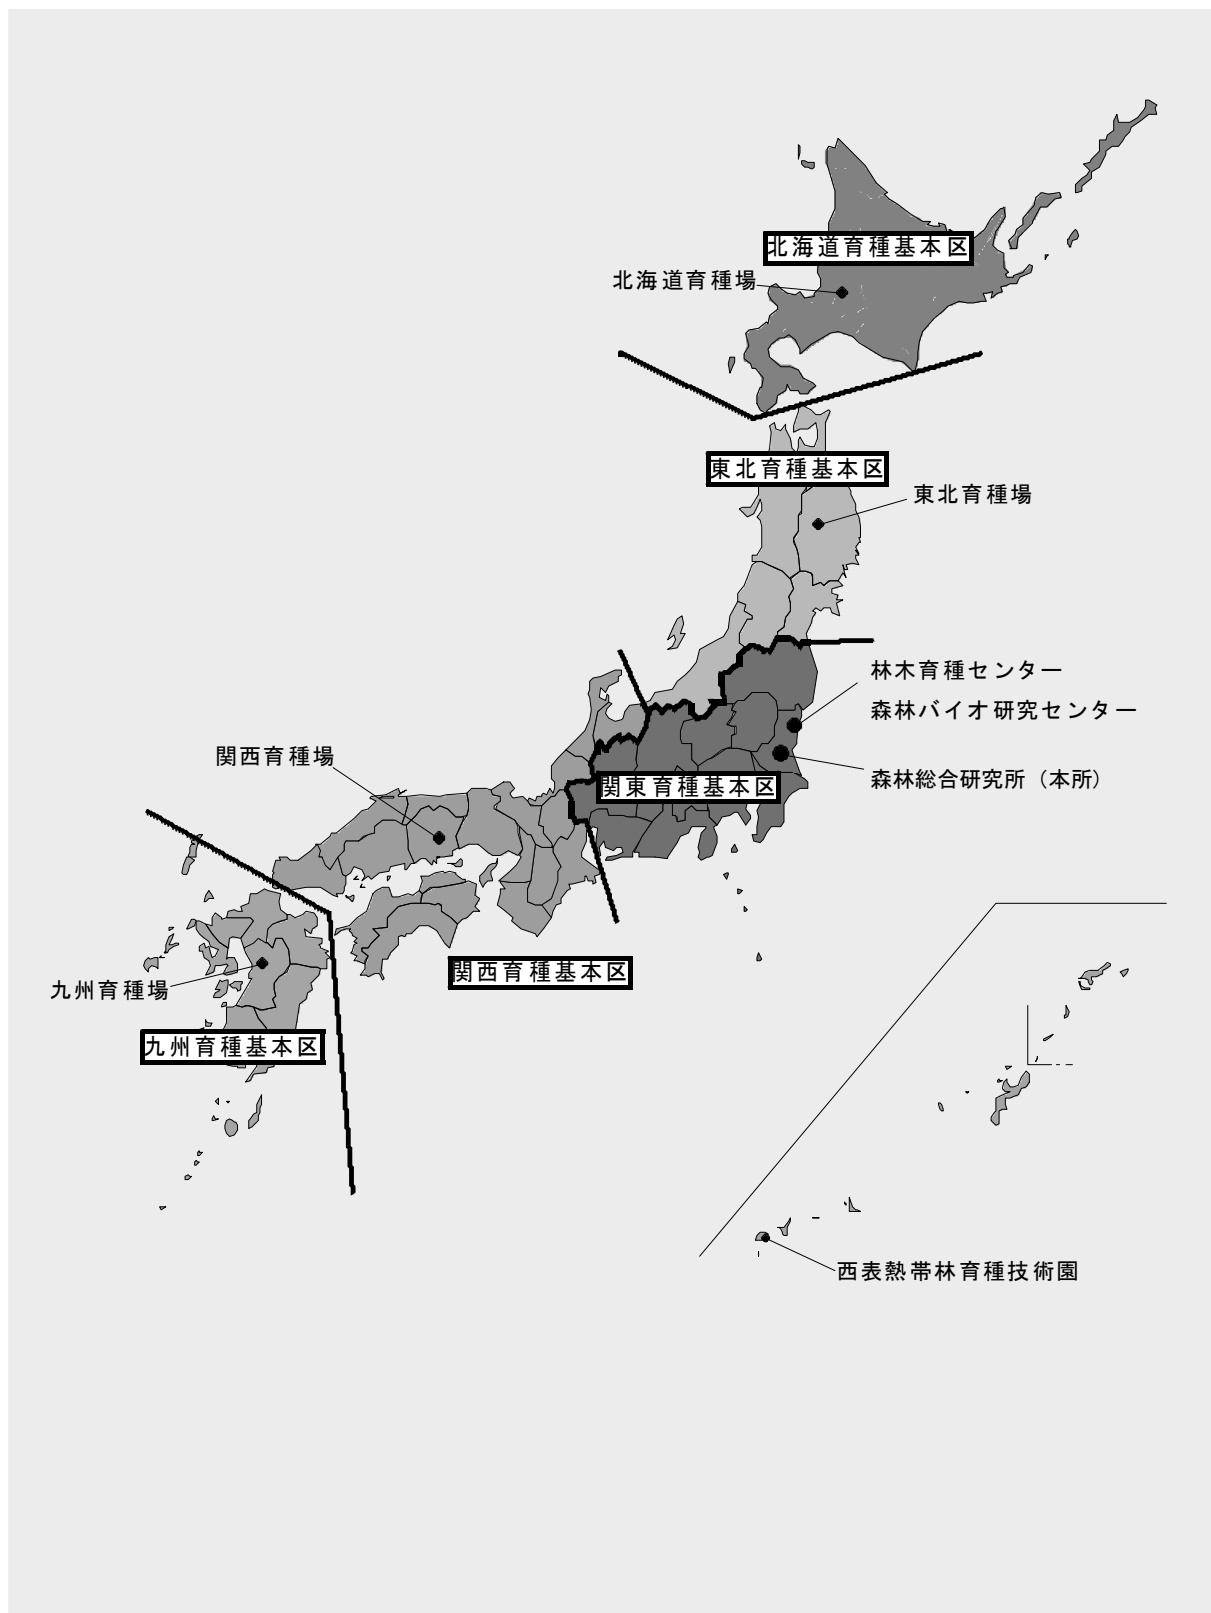 北海道育種基本区
北海道育種場
東北育種基本区
東北育種場
林木育種センター
森林バイオ研究センター
関西育種場
森林総合研究所（本所）
関東育種基本区
関西育種基本区
九州育種場
九州育種基本区
西表熱帯林育種技術園